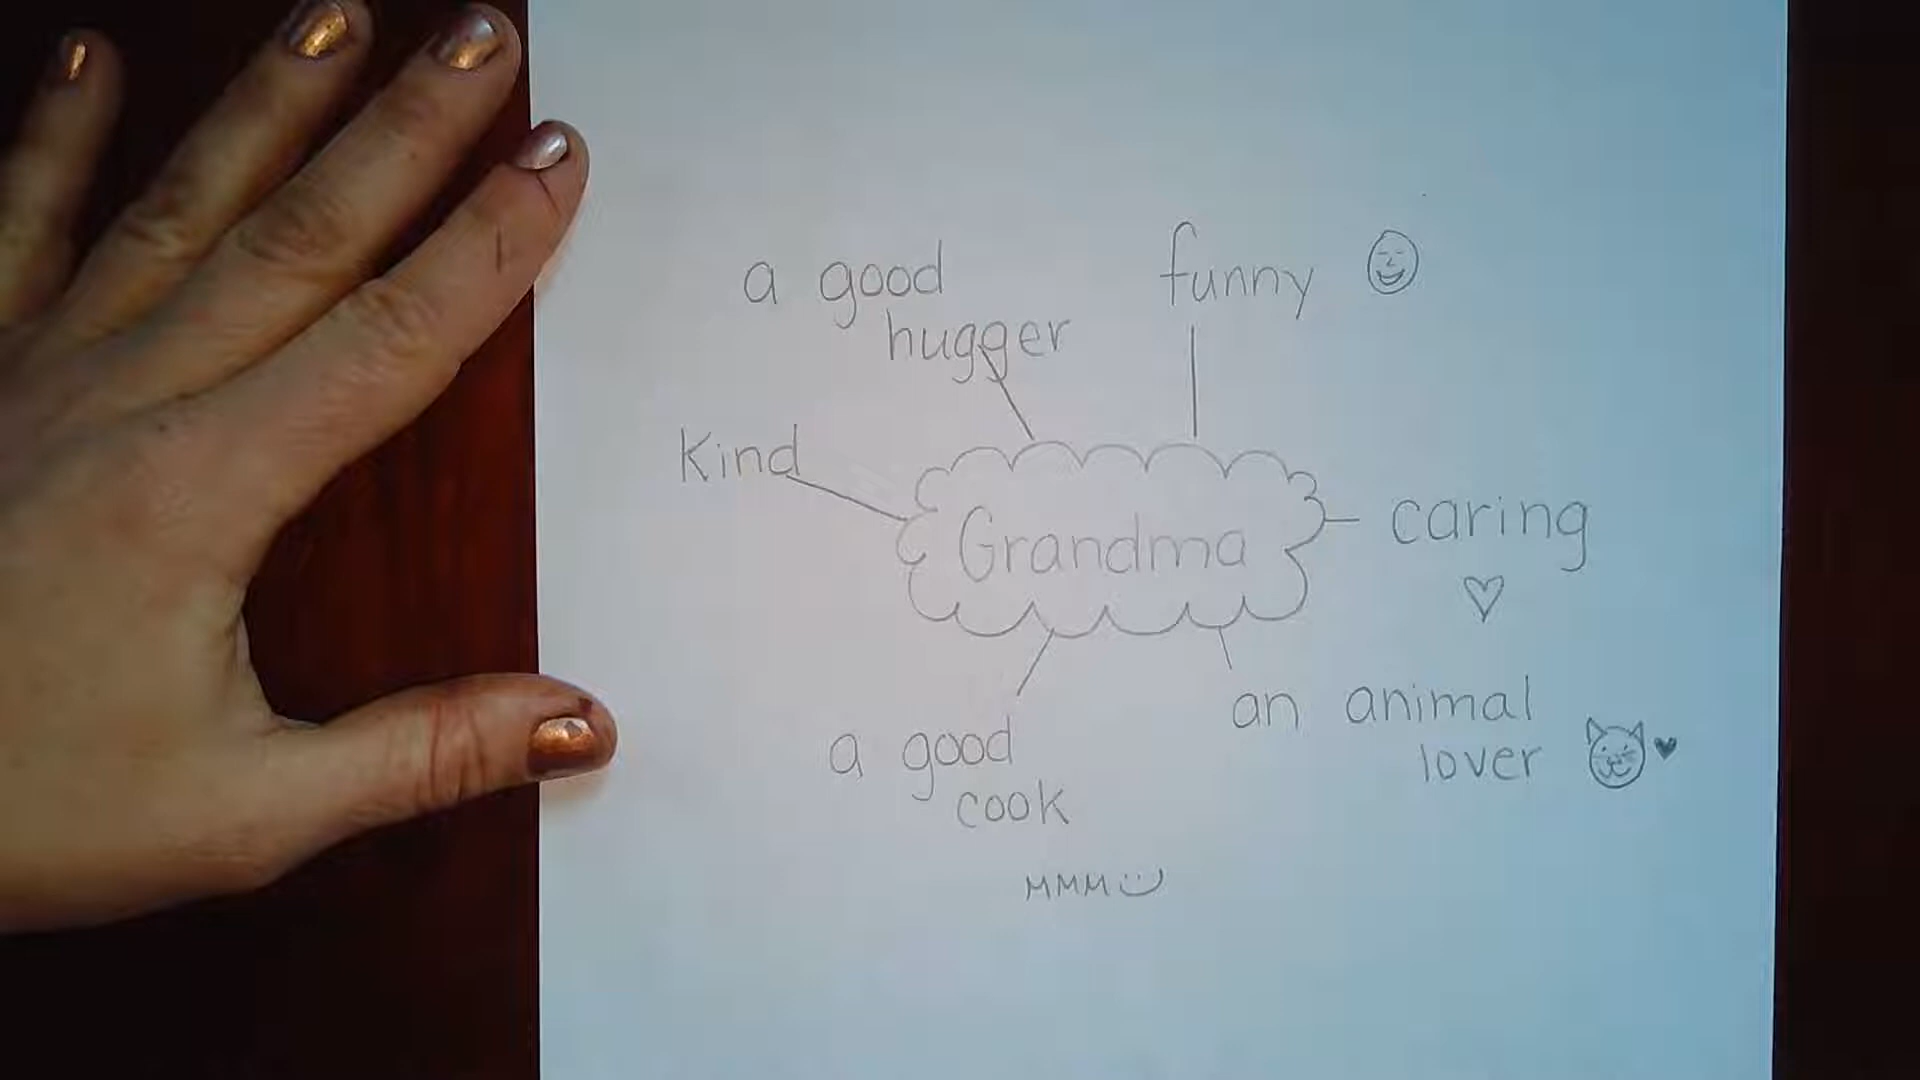 a good
hugger
funny
Kind
Grandma
caring
an animal
lover
a good
cook
MMM